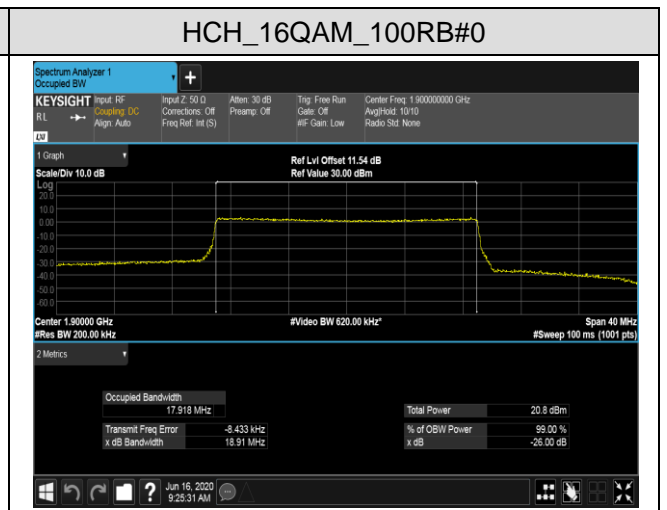 HCH_16QAM_100RB#0
Spectrum Analyzer 1
Occupied BW
+
KEYSIGHT Input: RF Input Z: 50 Ω Atten: 30 dB Trig: Free Run Center Freq: 1.900000000 GHz
RL Coupling: DC Corrections: Off Preamp: Off Gate: Off Avg|Hold: 10/10
Align: Auto Freq Ref: Int (S) #IF Gain: Low Radio Std: None
LXI
1 Graph Ref Lvl Offset 11.54 dB
Scale/Div 10.0 dB Ref Value 30.00 dBm
Log
20.0
10.0
0.00
-10.0
-20.0
-30.0
-40.0
-50.0
-60.0
Center 1.90000 GHz #Video BW 620.00 kHz* Span 40 MHz
#Res BW 200.00 kHz #Sweep 100 ms (1001 pts)
2 Metrics
Occupied Bandwidth
17.918 MHz Total Power 20.8 dBm
Transmit Freq Error -8.433 kHz % of OBW Power 99.00 %
x dB Bandwidth 18.91 MHz x dB -26.00 dB
? Jun 16, 2020
9:25:31 AM